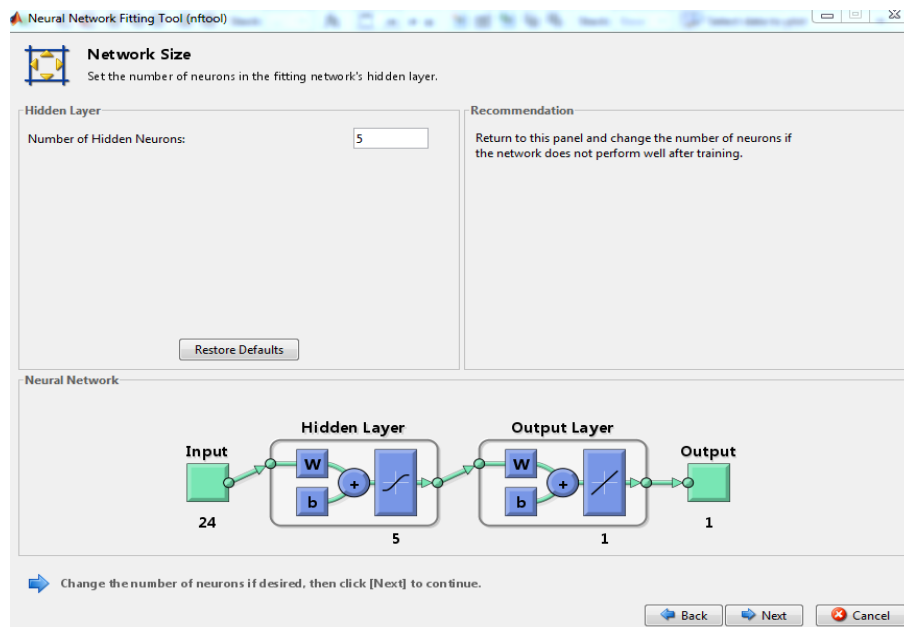 Neural Network Fitting Tool (nftool)
Network Size
Set the number of neurons in the fitting network's hidden layer.
Hidden Layer
Number of Hidden Neurons:
5
Restore Defaults
Recommendation
Return to this panel and change the number of neurons if
the network does not perform well after training.
Neural Network
Hidden Layer
Output Layer
Input
Output
W
b
+
W
b
+
24
5
1
1
Change the number of neurons if desired, then click [Next] to continue.
Back
Next
Cancel